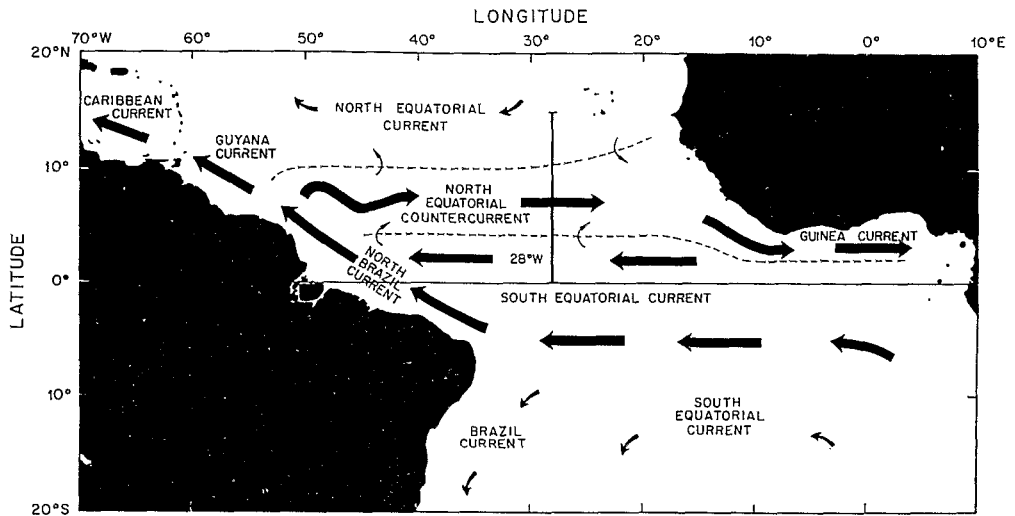 LONGITUDE
70°W 60° 50° 40° 30° 20° 10° 0° 10°E
20°N
CARIBBEAN
CURRENT
NORTH EQUATORIAL
CURRENT
GUYANA
CURRENT
10°
NORTH
EQUATORIAL
COUNTERCURRENT
GUINEA CURRENT
NORTH
BRAZIL
CURRENT
28°W
LATITUDE
0°
SOUTH EQUATORIAL CURRENT
10°
SOUTH
EQUATORIAL
CURRENT
BRAZIL
CURRENT
20°S